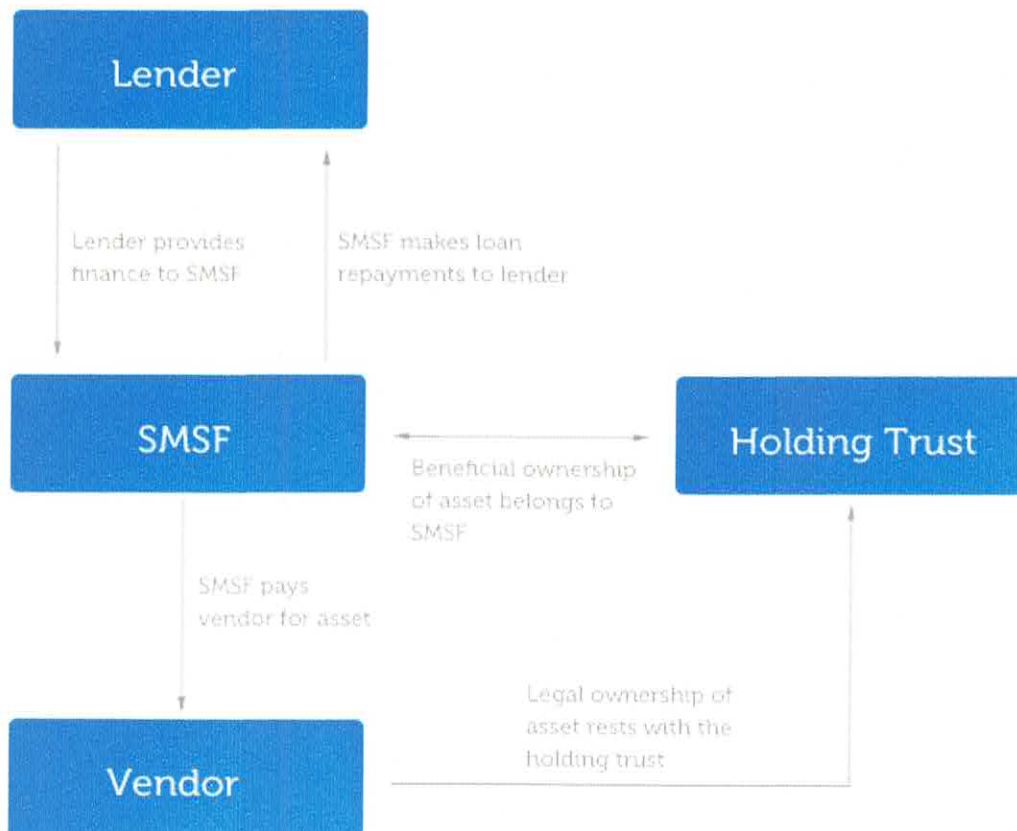 Lender
Lender provides
finance to SMSF
SMSF makes loan
repayments to lender
SMSF
Holding Trust
Beneficial ownership
of asset belongs to
SMSF
SMSF pays
vendor for asset
Legal ownership of
asset rests with the
holding trust
Vendor